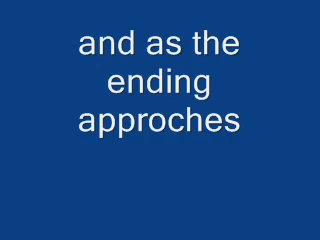 and as the
ending
approches